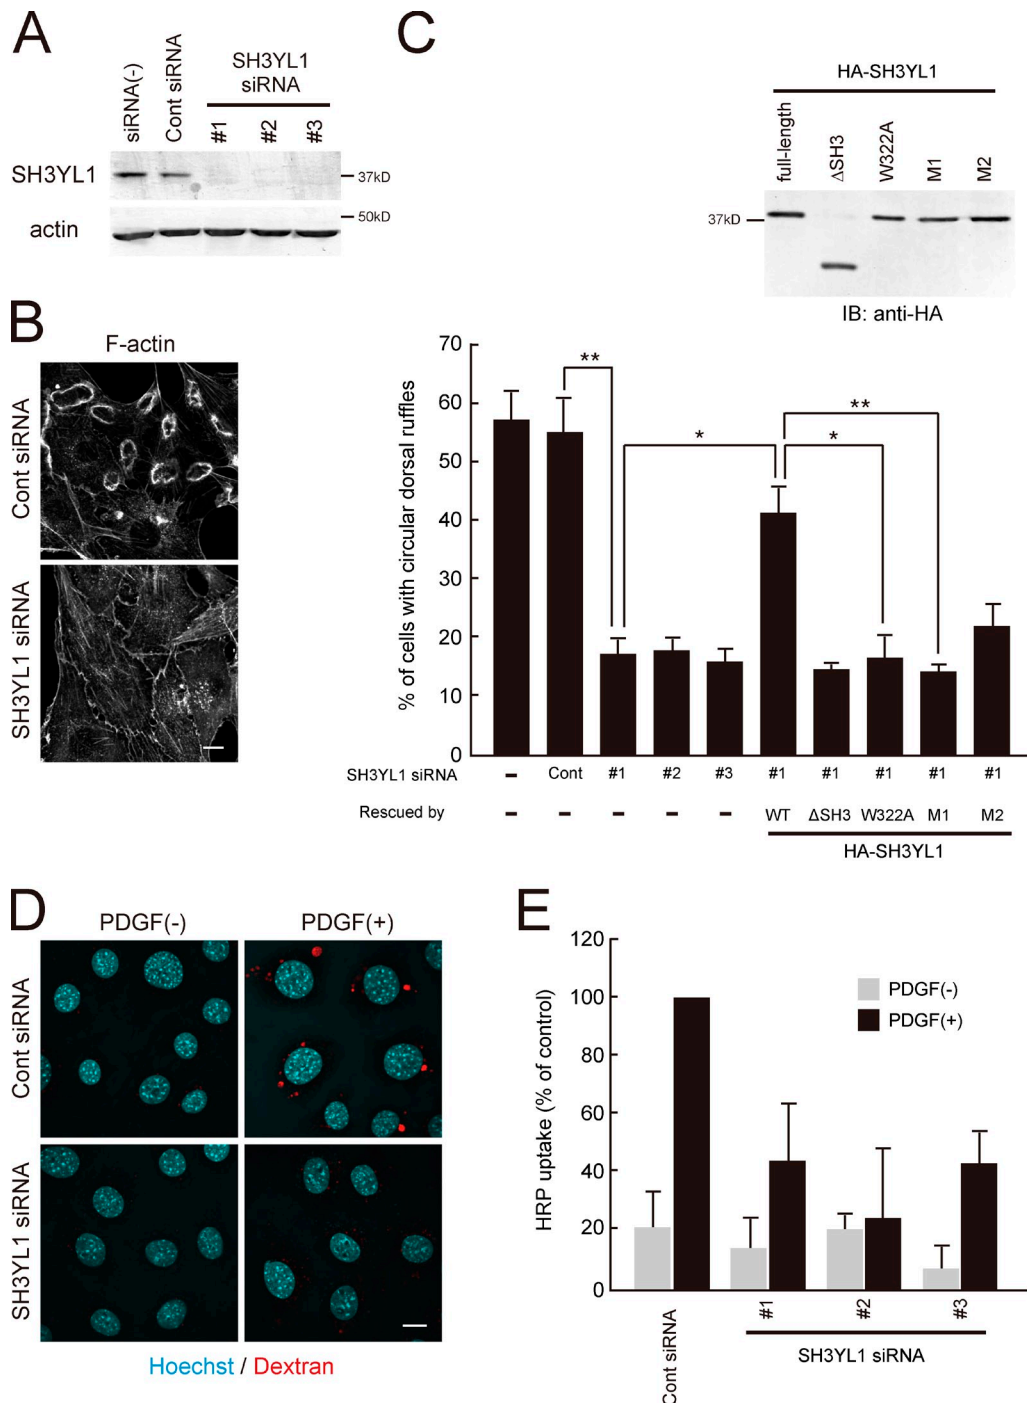 A
siRNA(-)
Cont siRNA
SH3YL1
siRNA
#1
#2
#3
SH3YL1
37kD
50kD
actin
C
HA-SH3YL1
full-length
ΔSH3
W322A
M1
M2
37kD
IB: anti-HA
B
F-actin
Cont siRNA
SH3YL1 siRNA
% of cells with circular dorsal ruffles
70
60
50
40
30
20
10
0
**
*
*
**
SH3YL1 siRNA - Cont #1 #2 #3 #1 #1 #1 #1 #1
Rescued by - - - - - WT ΔSH3 W322A M1 M2
HA-SH3YL1
D
PDGF(-) PDGF(+)
Cont siRNA
SH3YL1 siRNA
Hoechst / Dextran
E
HRP uptake (% of control)
120
100
80
60
40
20
0
PDGF(-)
PDGF(+)
Cont siRNA
#1
#2
#3
SH3YL1 siRNA